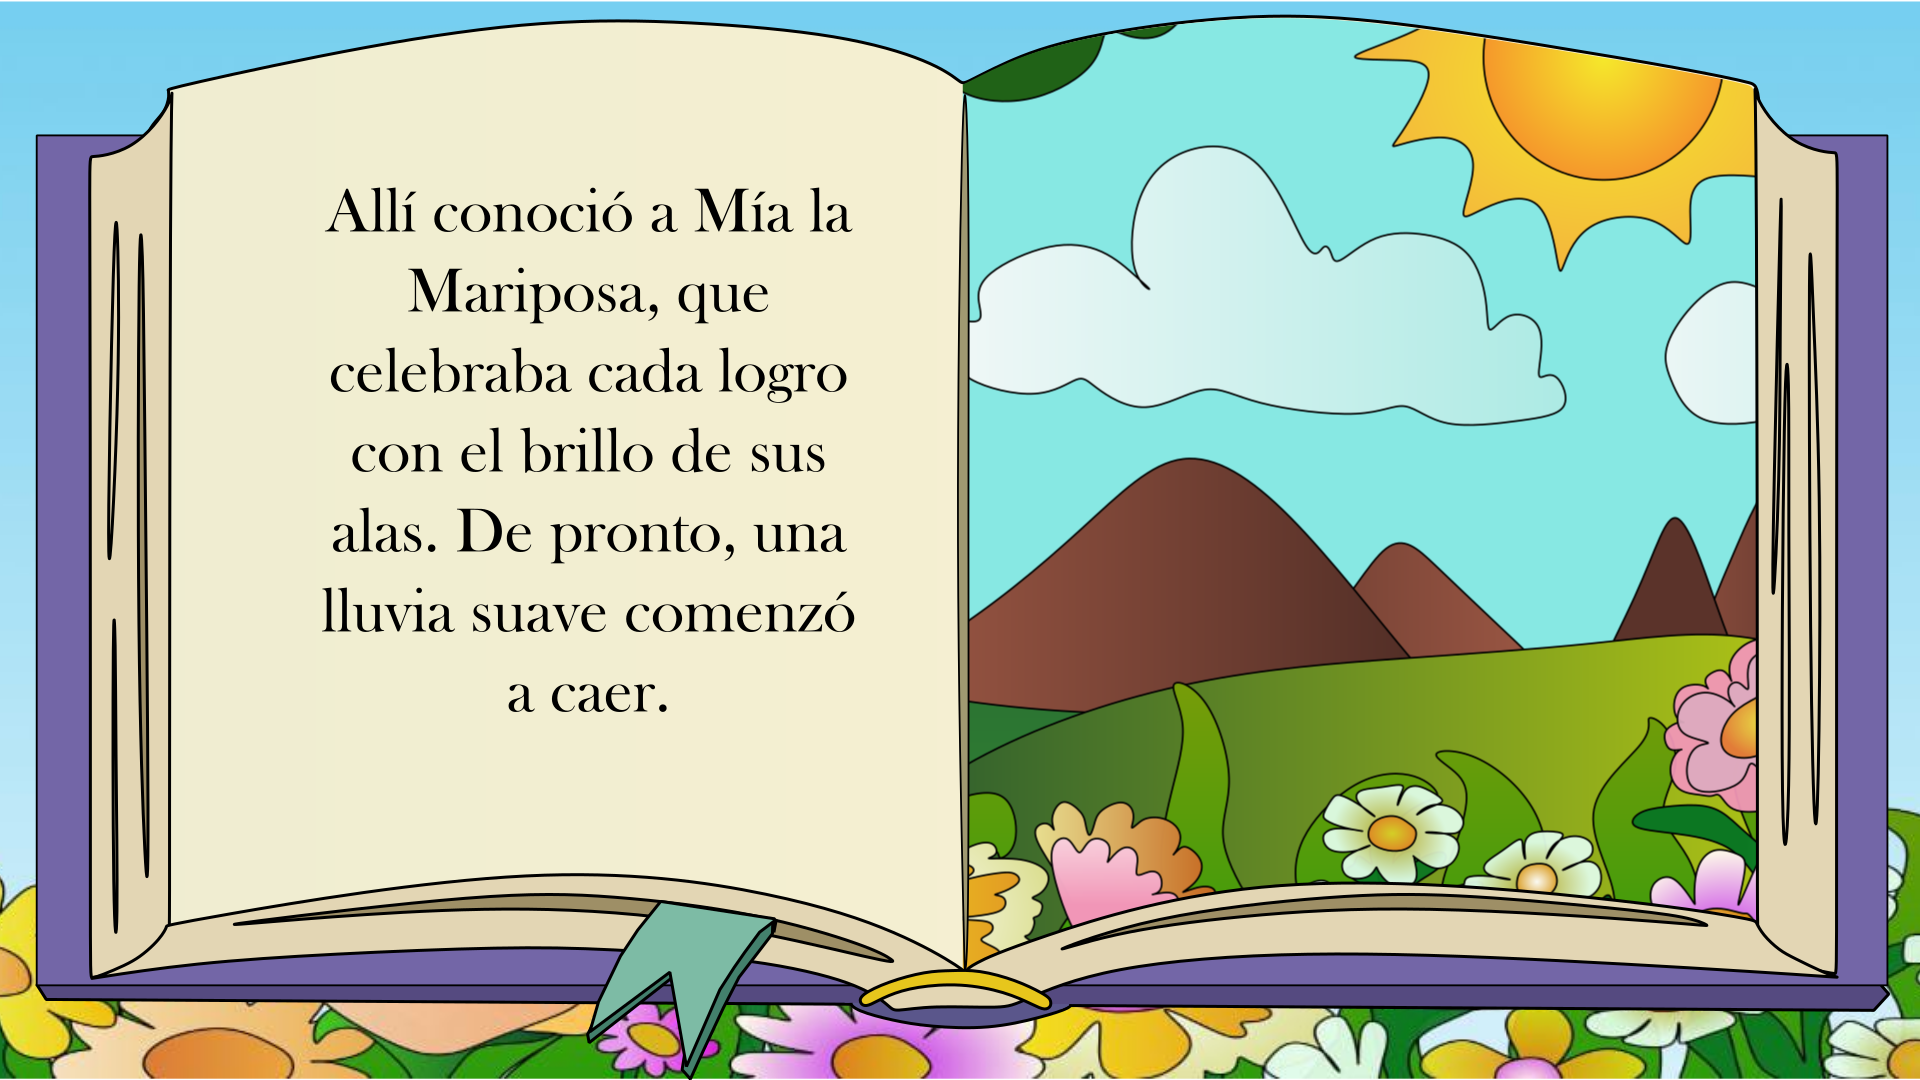 Allí conoció a Mía la
Mariposa, que
celebraba cada logro
con el brillo de sus
alas. De pronto, una
lluvia suave comenzó
a caer.